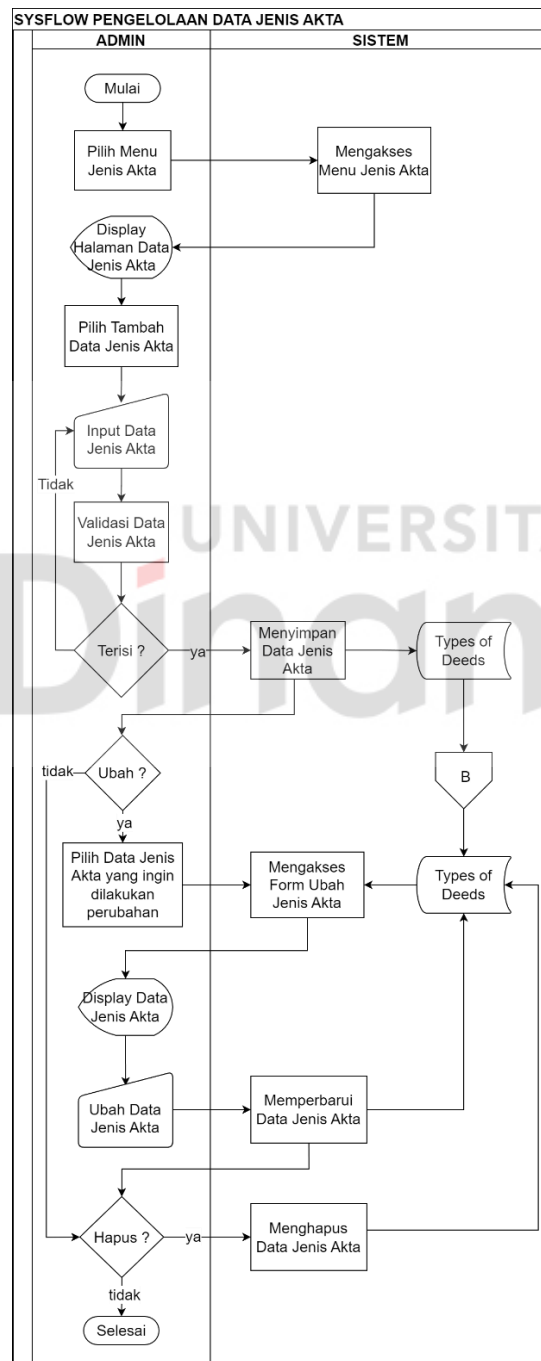 SYSFLOW PENGELOLAAN DATA JENIS AKTA
ADMIN
SISTEM
Mulai
Pilih Menu
Jenis Akta
Mengakses
Menu Jenis Akta
Display
Halaman Data
Jenis Akta
Pilih Tambah
Data Jenis Akta
Input Data
Jenis Akta
Tidak
Validasi Data
Jenis Akta
UNIVERSITA
Dinam
Terisi ?
ya
Menyimpan
Data Jenis
Akta
Types of
Deeds
tidak
Ubah ?
B
ya
Pilih Data Jenis
Akta yang ingin
dilakukan
perubahan
Mengakses
Form Ubah
Jenis Akta
Types of
Deeds
Display Data
Jenis Akta
Ubah Data
Jenis Akta
Memperbarui
Data Jenis Akta
Hapus ?
ya
Menghapus
Data Jenis Akta
tidak
Selesai